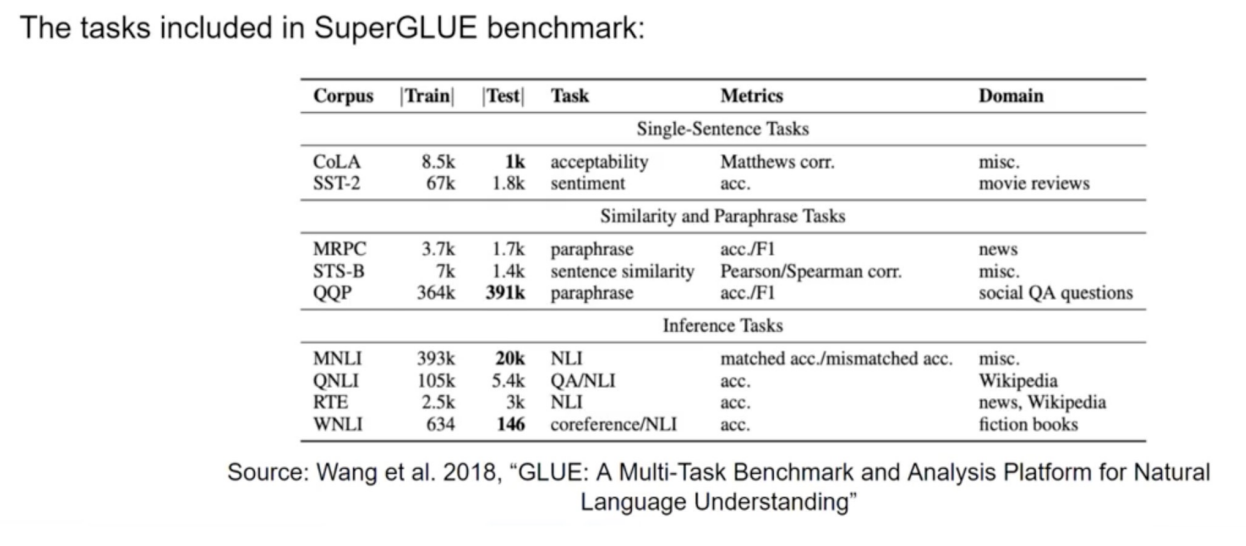 The tasks included in SuperGLUE benchmark:
Corpus |Train| |Test| Task Metrics Domain
Single-Sentence Tasks
CoLA 8.5k 1k acceptability Matthews corr. misc.
SST-2 67k 1.8k sentiment acc. movie reviews
Similarity and Paraphrase Tasks
MRPC 3.7k 1.7k paraphrase acc./F1 news
STS-B 7k 1.4k sentence similarity Pearson/Spearman corr. misc.
QQP 364k 391k paraphrase acc./F1 social QA questions
Inference Tasks
MNLI 393k 20k NLI matched acc./mismatched acc. misc.
QNLI 105k 5.4k QA/NLI acc. Wikipedia
RTE 2.5k 3k NLI acc. news, Wikipedia
WNLI 634 146 coreference/NLI acc. fiction books
Source: Wang et al. 2018, “GLUE: A Multi-Task Benchmark and Analysis Platform for Natural
Language Understanding”